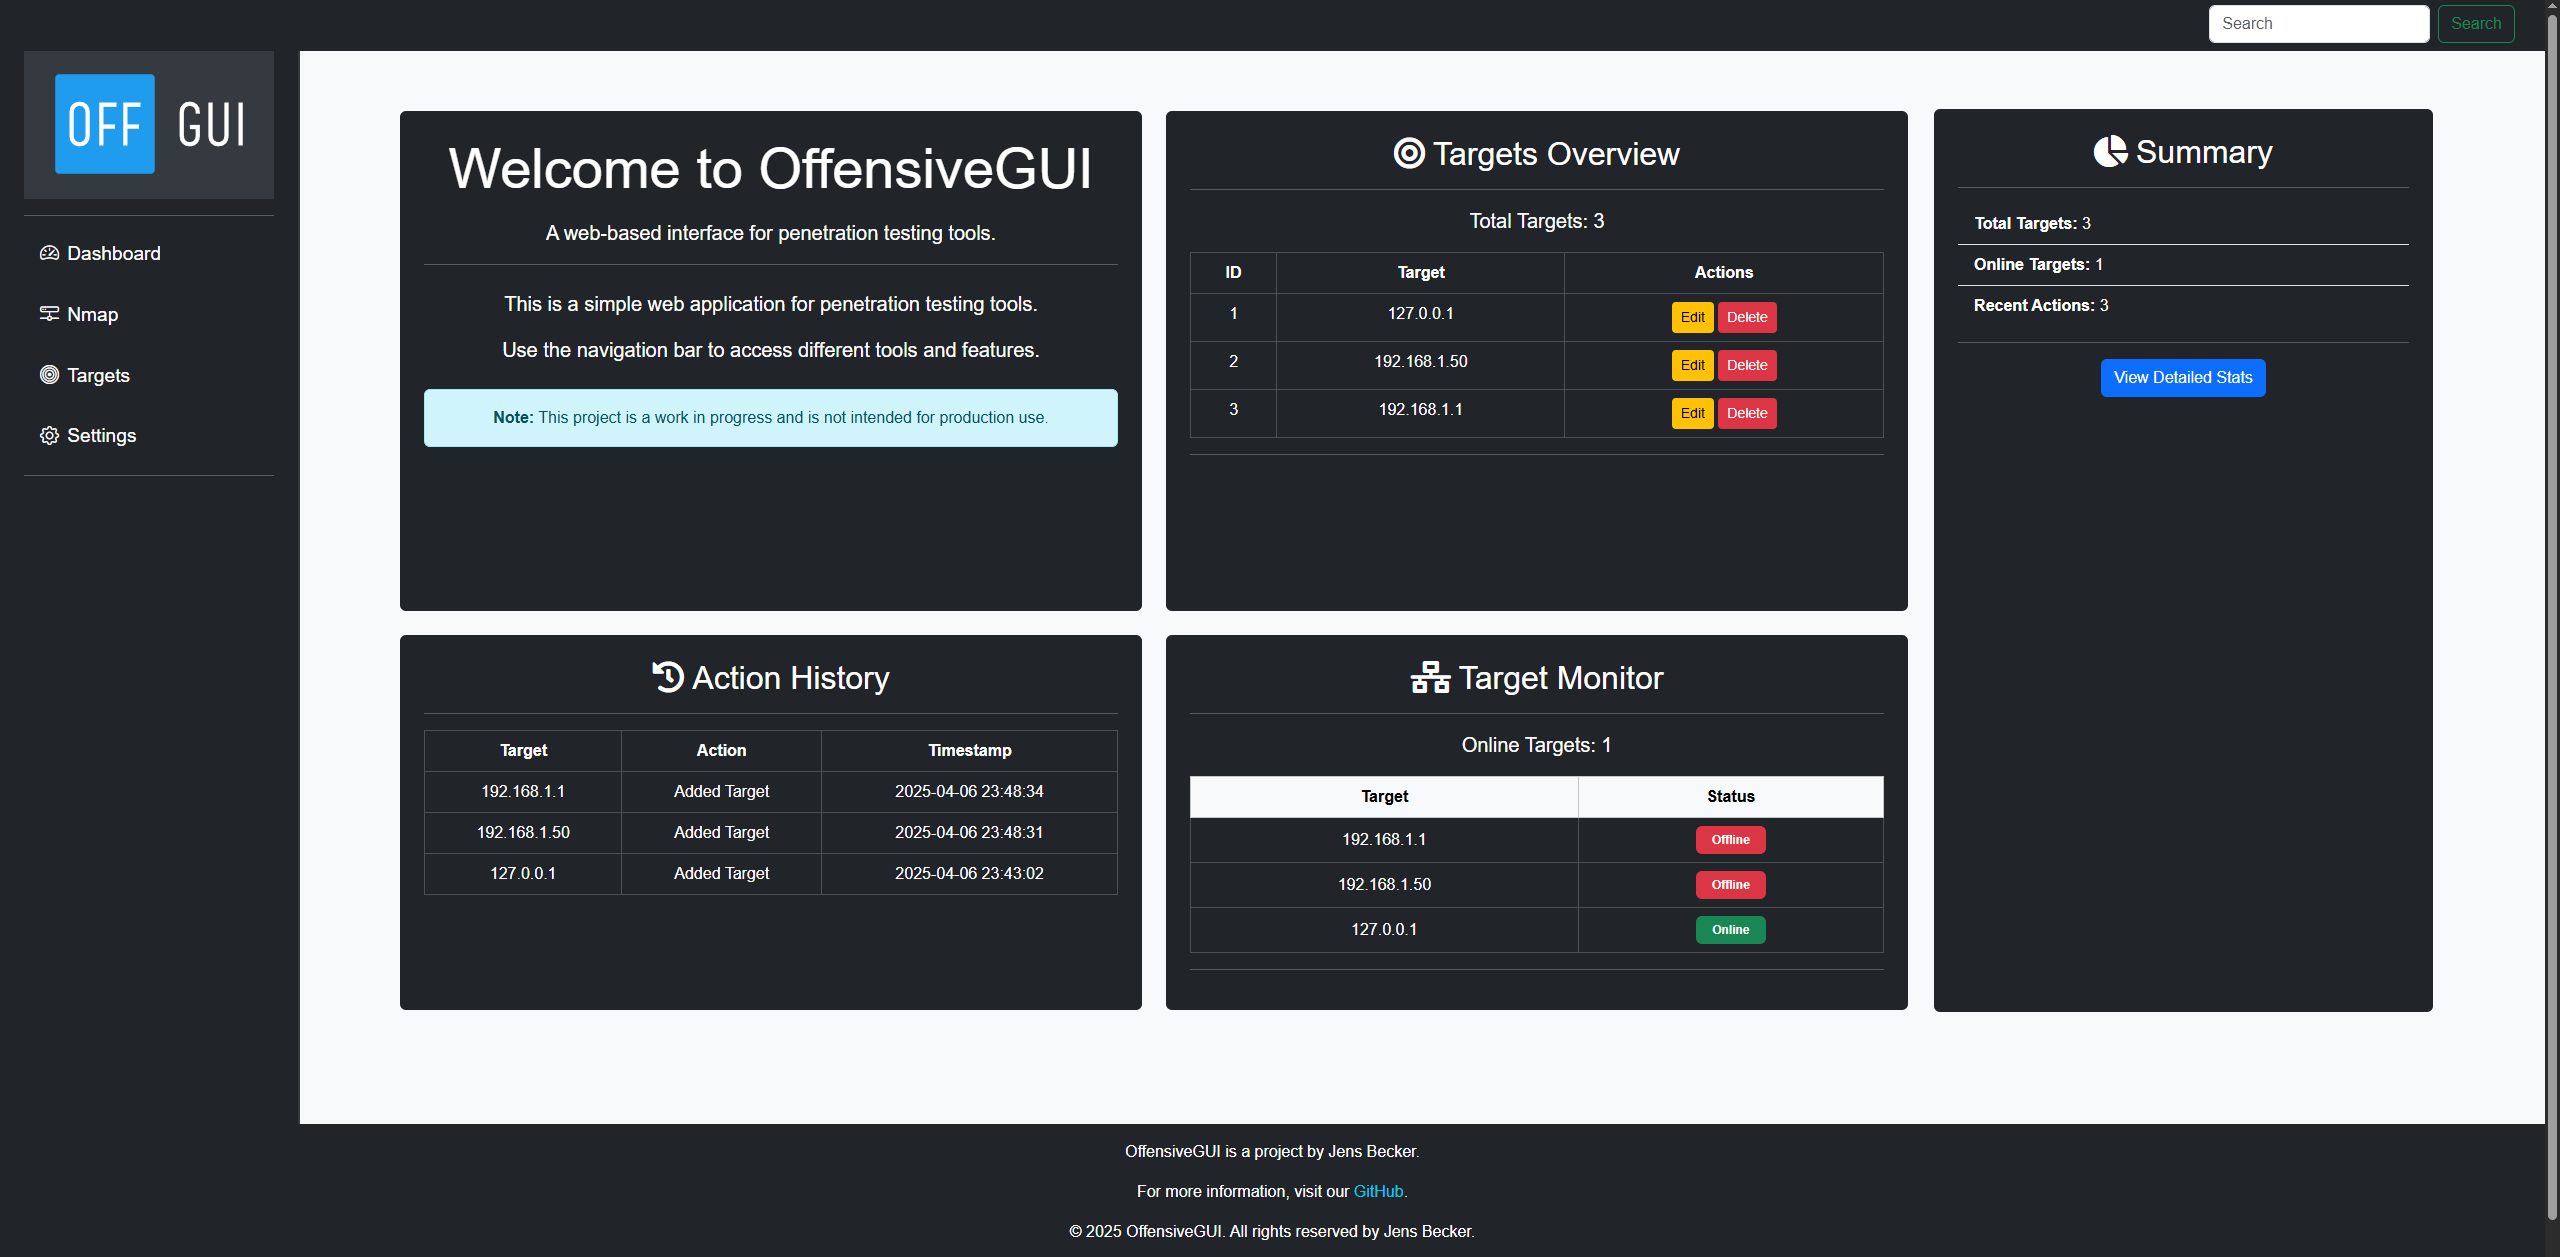 Search Search
OFF GUI
Dashboard
Nmap
Targets
Settings
Welcome to OffensiveGUI
A web-based interface for penetration testing tools.
This is a simple web application for penetration testing tools.
Use the navigation bar to access different tools and features.
Note: This project is a work in progress and is not intended for production use.
Targets Overview
Total Targets: 3
ID Target Actions
1 127.0.0.1 Edit Delete
2 192.168.1.50 Edit Delete
3 192.168.1.1 Edit Delete
Summary
Total Targets: 3
Online Targets: 1
Recent Actions: 3
View Detailed Stats
Action History
Target Action Timestamp
192.168.1.1 Added Target 2025-04-06 23:48:34
192.168.1.50 Added Target 2025-04-06 23:48:31
127.0.0.1 Added Target 2025-04-06 23:43:02
Target Monitor
Online Targets: 1
Target Status
192.168.1.1 Offline
192.168.1.50 Offline
127.0.0.1 Online
OffensiveGUI is a project by Jens Becker.
For more information, visit our GitHub.
© 2025 OffensiveGUI. All rights reserved by Jens Becker.